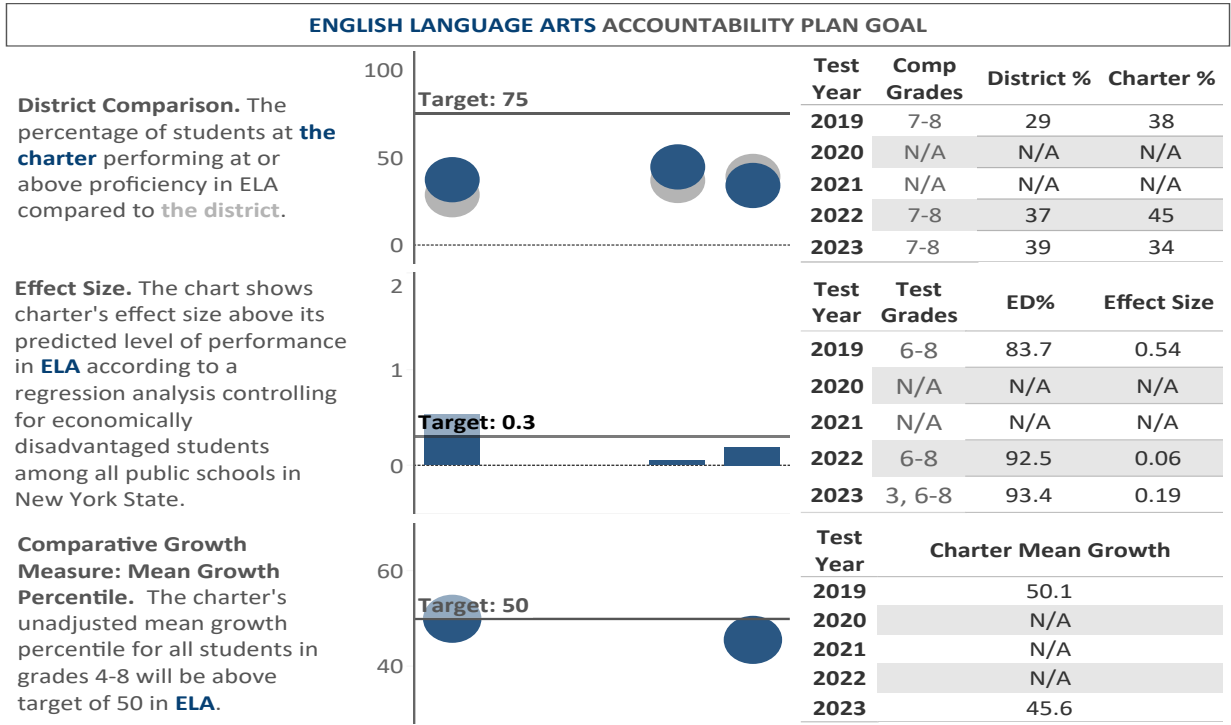 ENGLISH LANGUAGE ARTS ACCOUNTABILITY PLAN GOAL
District Comparison. The
percentage of students at the
charter performing at or
above proficiency in ELA
compared to the district.
100
Target: 75
50
0
Test Year Comp Grades District % Charter %
2019 7-8 29 38
2020 N/A N/A N/A
2021 N/A N/A N/A
2022 7-8 37 45
2023 7-8 39 34
Effect Size. The chart shows
charter's effect size above its
predicted level of performance
in ELA according to a
regression analysis controlling
for economically
disadvantaged students
among all public schools in
New York State.
2
1
Target: 0.3
0
Test Year Test Grades ED% Effect Size
2019 6-8 83.7 0.54
2020 N/A N/A N/A
2021 N/A N/A N/A
2022 6-8 92.5 0.06
2023 3, 6-8 93.4 0.19
Comparative Growth
Measure: Mean Growth
Percentile. The charter's
unadjusted mean growth
percentile for all students in
grades 4-8 will be above
target of 50 in ELA.
60
Target: 50
40
Test Year Charter Mean Growth
2019 50.1
2020 N/A
2021 N/A
2022 N/A
2023 45.6